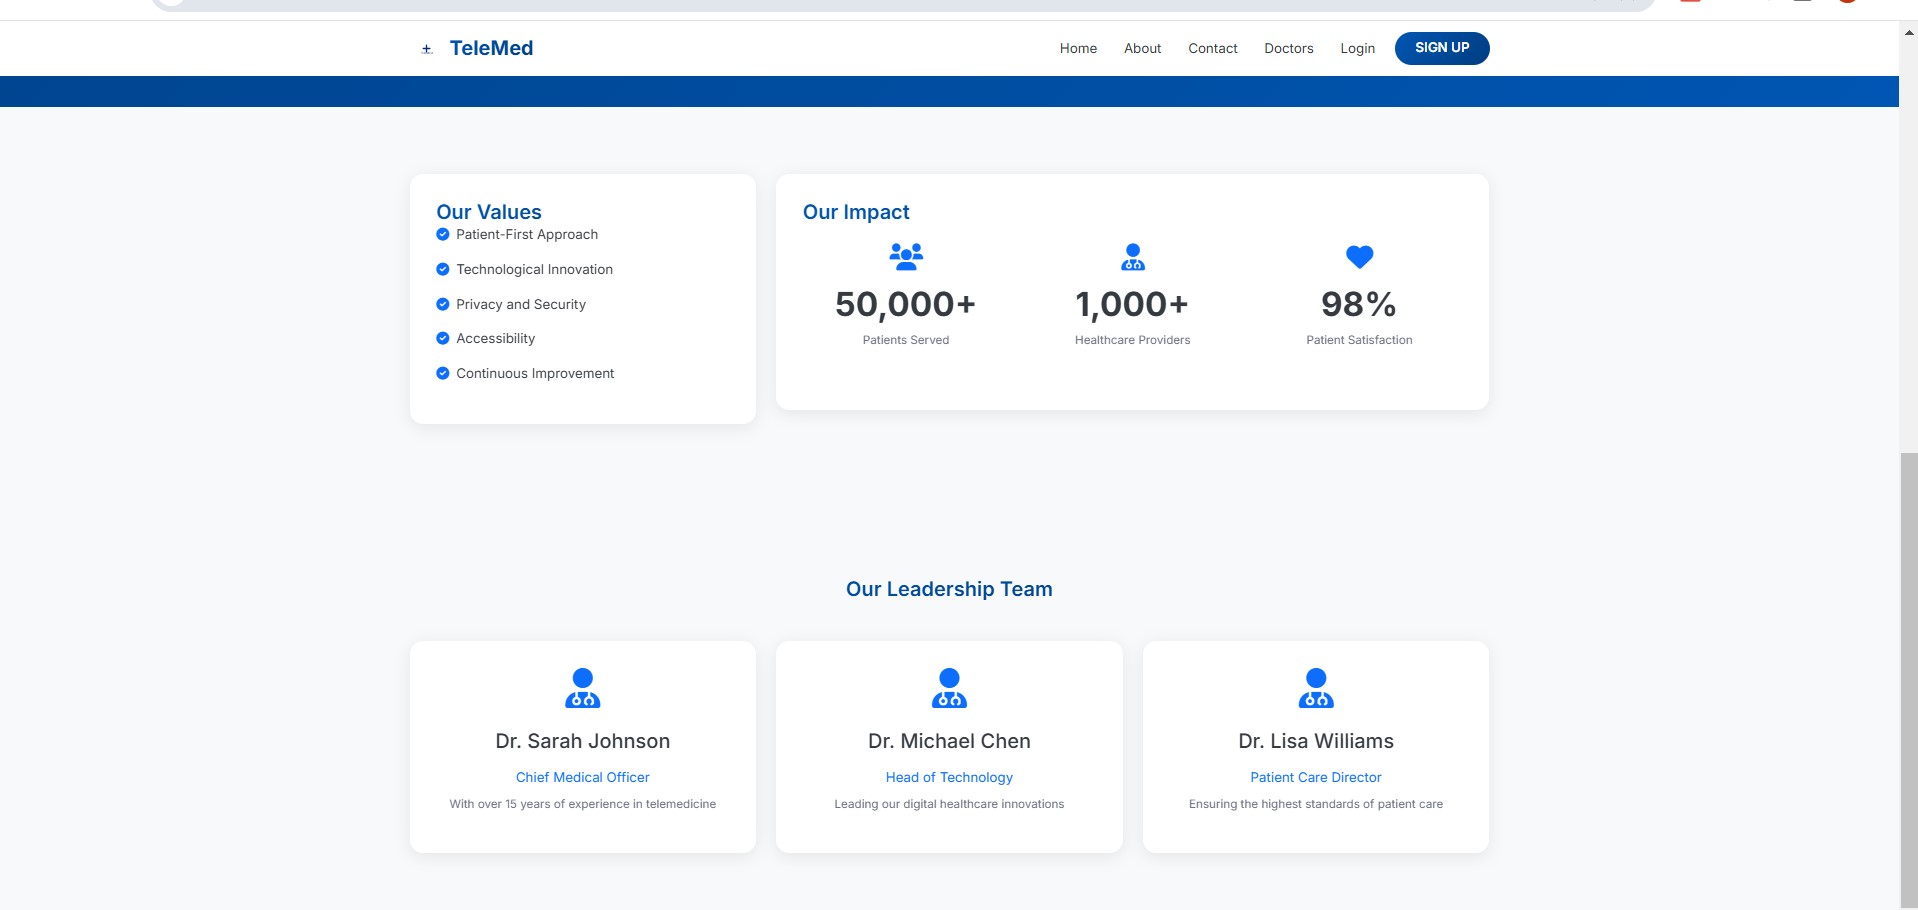 TeleMed
Home About Contact Doctors Login SIGN UP
Our Values
Patient-First Approach
Technological Innovation
Privacy and Security
Accessibility
Continuous Improvement
Our Impact
50,000+ 1,000+ 98%
Patients Served Healthcare Providers Patient Satisfaction
Our Leadership Team
Dr. Sarah Johnson
Chief Medical Officer
With over 15 years of experience in telemedicine
Dr. Michael Chen
Head of Technology
Leading our digital healthcare innovations
Dr. Lisa Williams
Patient Care Director
Ensuring the highest standards of patient care